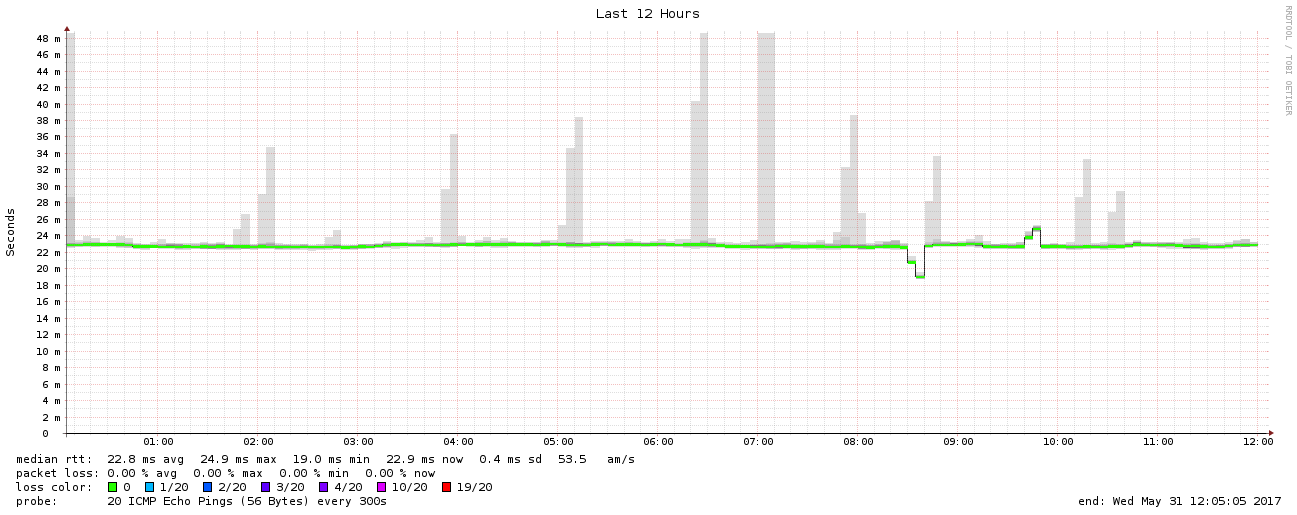 Last 12 Hours
RRDTOOL / TOBI OETIKER
Seconds
48 m
46 m
44 m
42 m
40 m
38 m
36 m
34 m
32 m
30 m
28 m
26 m
24 m
22 m
20 m
18 m
16 m
14 m
12 m
10 m
8 m
6 m
4 m
2 m
0
01:00 02:00 03:00 04:00 05:00 06:00 07:00 08:00 09:00 10:00 11:00 12:00
median rtt: 22.8 ms avg 24.9 ms max 19.0 ms min 22.9 ms now 0.4 ms sd 53.5 am/s
packet loss: 0.00 % avg 0.00 % max 0.00 % min 0.00 % now
loss color: 0 1/20 2/20 3/20 4/20 10/20 19/20
probe: 20 ICMP Echo Pings (56 Bytes) every 300s end: Wed May 31 12:05:05 2017